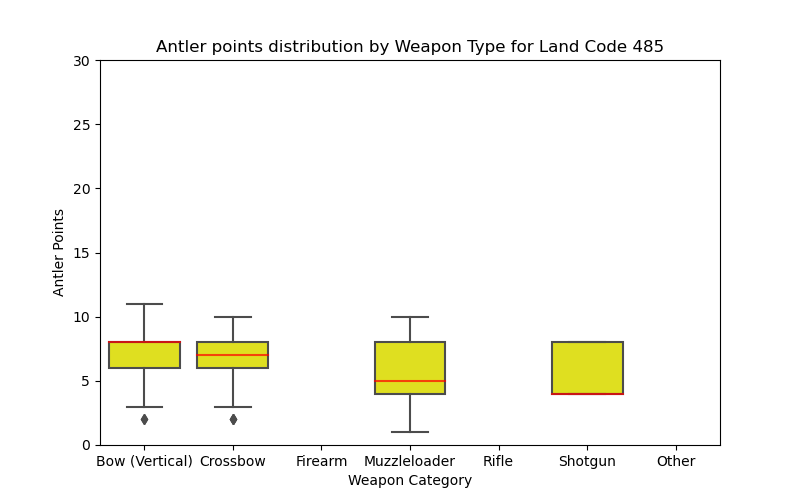 Antler points distribution by Weapon Type for Land Code 485
30
25
20
15
10
5
0
Antler Points
Bow (Vertical) Crossbow Firearm Muzzleloader Rifle Shotgun Other
Weapon Category